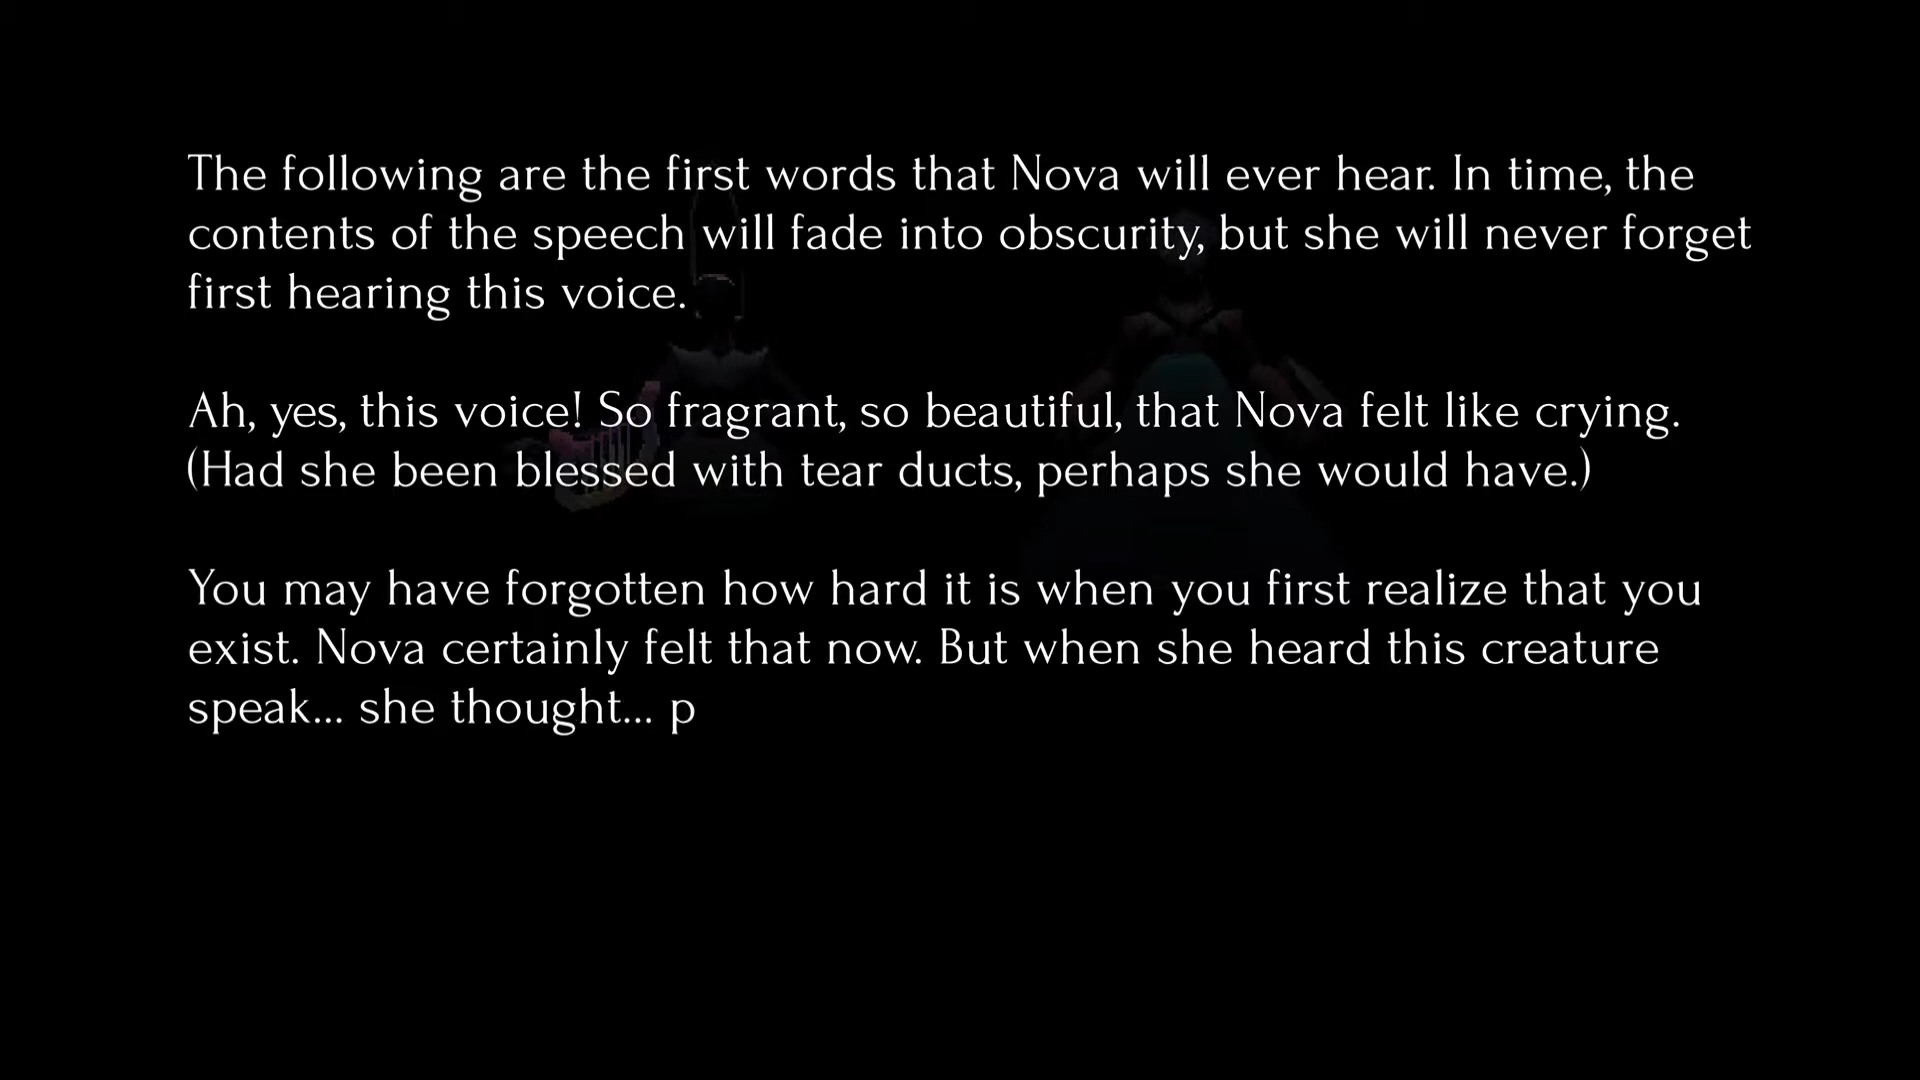 The following are the first words that Nova will ever hear. In time, the
contents of the speech will fade into obscurity, but she will never forget
first hearing this voice.
Ah, yes, this voice! So fragrant, so beautiful, that Nova felt like crying.
(Had she been blessed with tear ducts, perhaps she would have.)
You may have forgotten how hard it is when you first realize that you
exist. Nova certainly felt that now. But when she heard this creature
speak... she thought... p